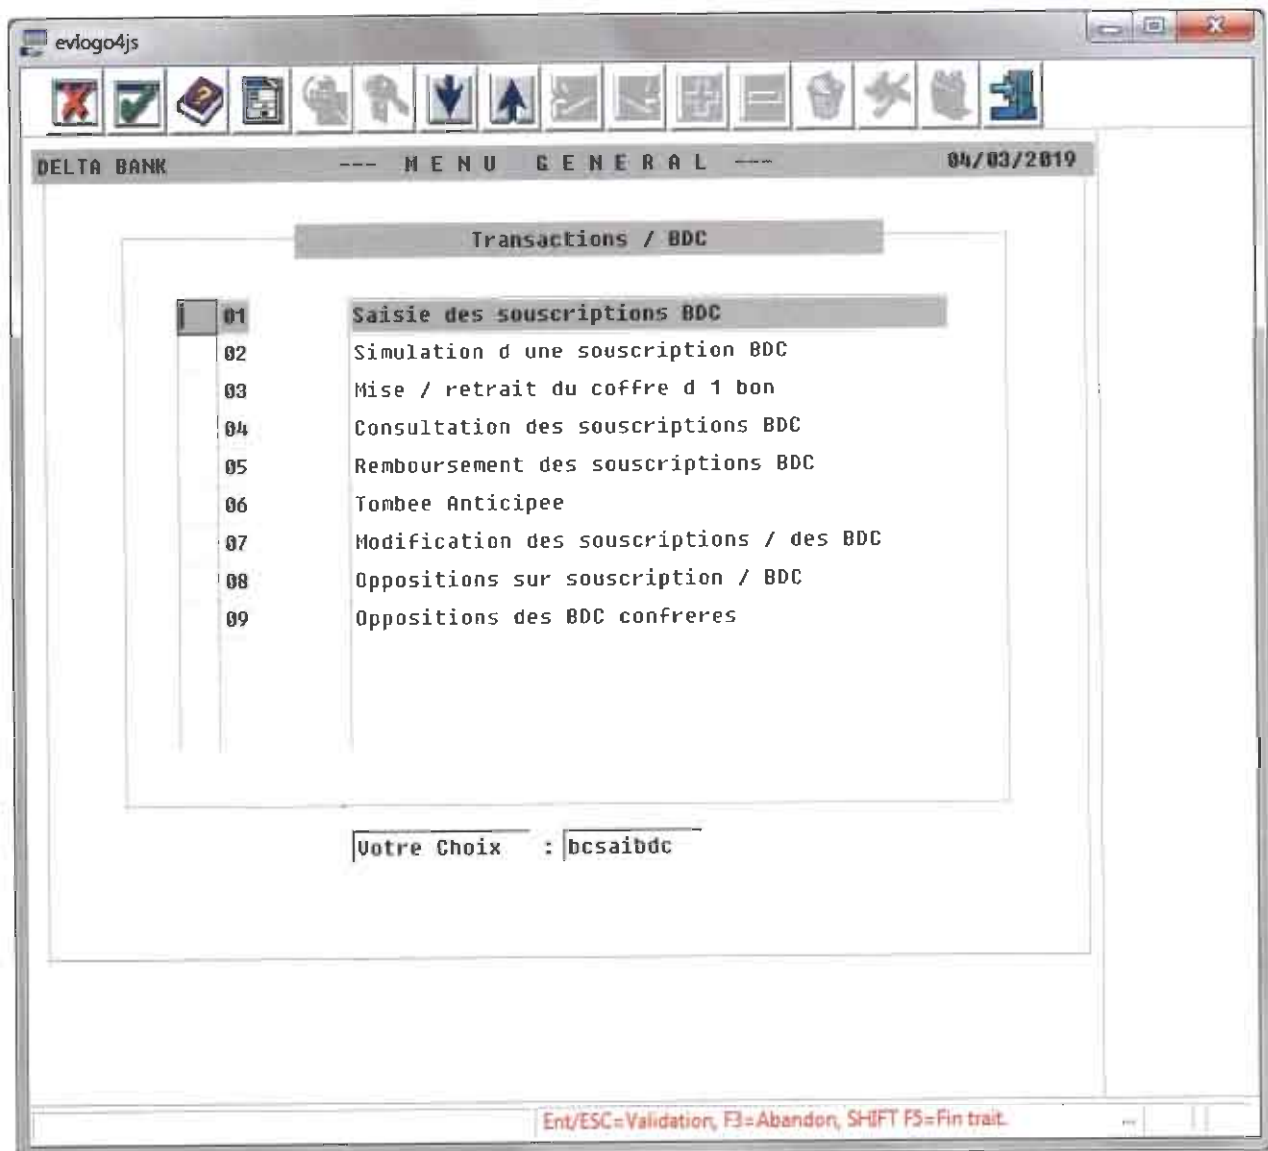 evlogo4js
DELTA BANK --- M E N U G E N E R A L --- 04/03/2019
Transactions / BDC
01 Saisie des souscriptions BDC
02 Simulation d une souscription BDC
03 Mise / retrait du coffre d 1 bon
04 Consultation des souscriptions BDC
05 Remboursement des souscriptions BDC
06 Tombee Anticipee
07 Modification des souscriptions / des BDC
08 Oppositions sur souscription / BDC
09 Oppositions des BDC confreres
Votre Choix : bcsaibdc
Ent/ESC=Validation, F3=Abandon, SHIFT F5=Fin trait.